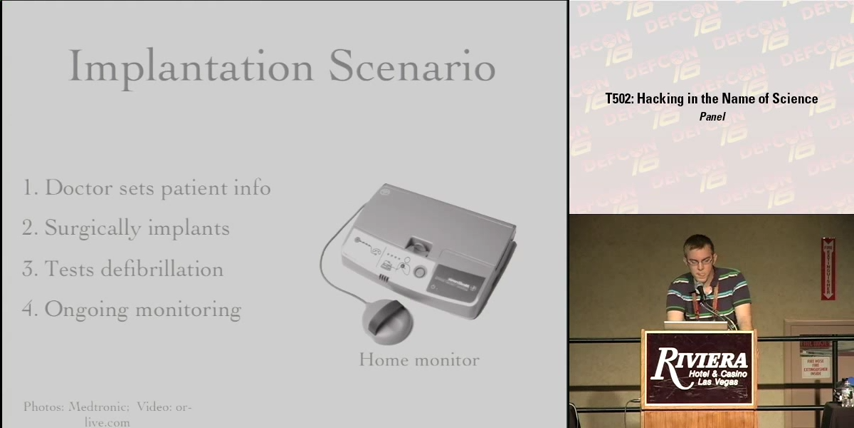 Implantation Scenario
1. Doctor sets patient info
2. Surgically implants
3. Tests defibrillation
4. Ongoing monitoring
Home monitor
Photos: Medtronic; Video: or-
live.com
DEFCON 16
T502: Hacking in the Name of Science
Panel
RIVIERA
Hotel & Casino
Las Vegas